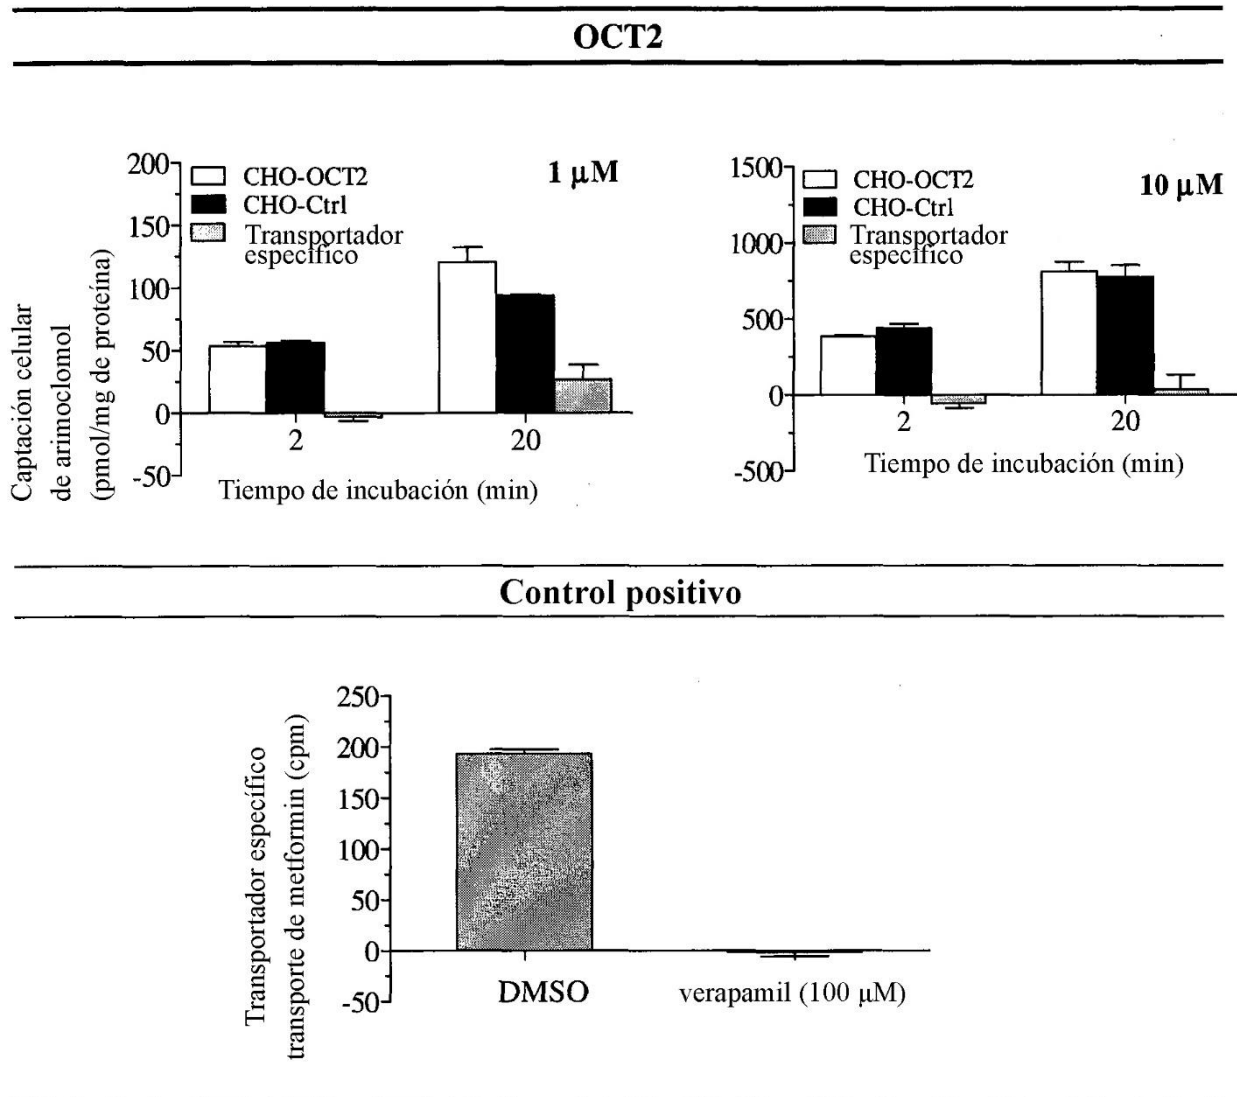 OCT2
200
150
100
50
0
-50
CHO-OCT2
CHO-Ctrl
Transportador
específico
1 µM
2
20
Tiempo de incubación (min)
Captación celular
de arimoclomol
(pmol/mg de proteína)
1500
1000
500
0
-500
CHO-OCT2
CHO-Ctrl
Transportador
específico
10 µM
2
20
Tiempo de incubación (min)
Control positivo
250
200
150
100
50
0
-50
Transportador específico
transporte de metformin (cpm)
DMSO
verapamil (100 µM)